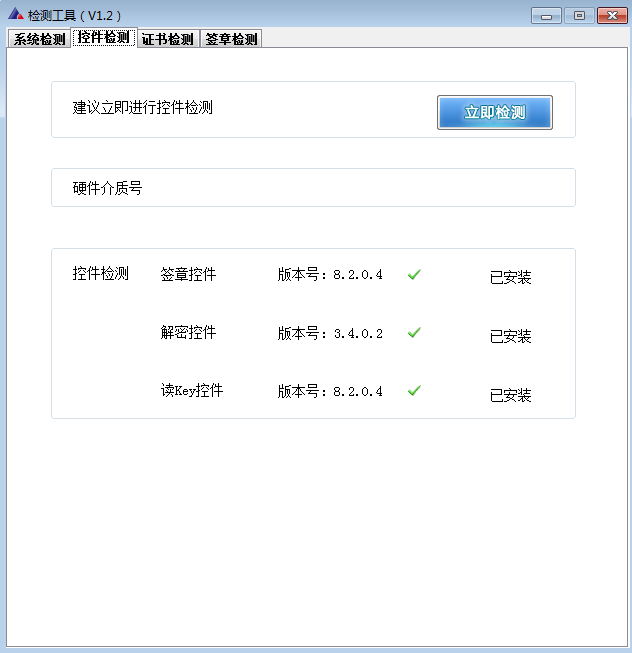 检测工具（V1.2）
系统检测 控件检测 证书检测 签章检测
建议立即进行控件检测 立即检测
硬件介质号
控件检测 签章控件 版本号：8.2.0.4 已安装
解密控件 版本号：3.4.0.2 已安装
读Key控件 版本号：8.2.0.4 已安装